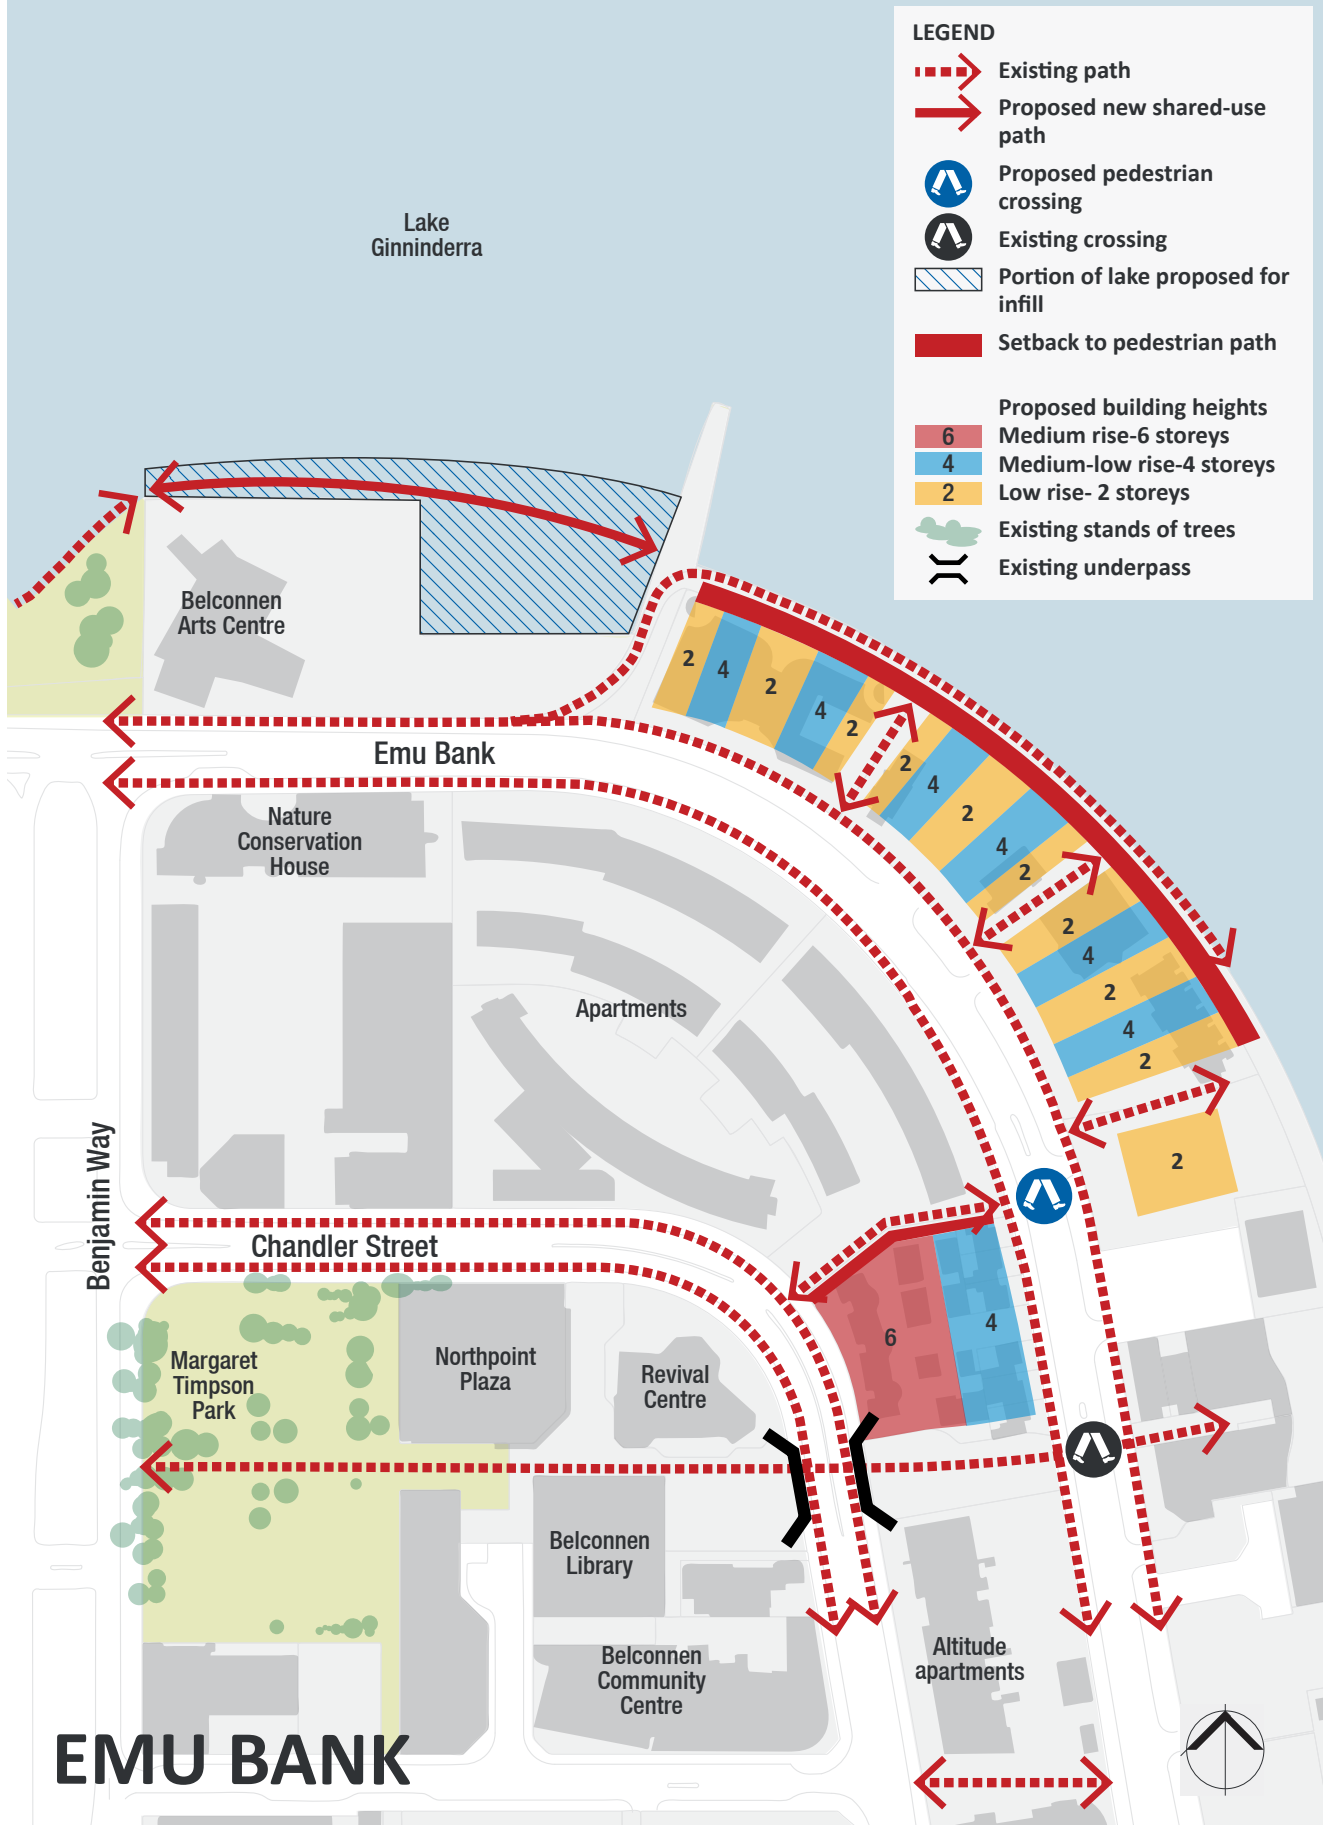 LEGEND
Existing path
Proposed new shared-use
path
Proposed pedestrian
crossing
Existing crossing
Portion of lake proposed for
infill
Setback to pedestrian path
Proposed building heights
6 Medium rise-6 storeys
4 Medium-low rise-4 storeys
2 Low rise- 2 storeys
Existing stands of trees
Existing underpass
Lake
Ginninderra
Belconnen
Arts Centre
2
4
2
4
2
2
4
2
4
2
2
4
2
4
2
2
Emu Bank
Nature
Conservation
House
Apartments
Benjamin Way
Chandler Street
6
4
Margaret
Timpson
Park
Northpoint
Plaza
Revival
Centre
Belconnen
Library
Belconnen
Community
Centre
Altitude
apartments
EMU BANK